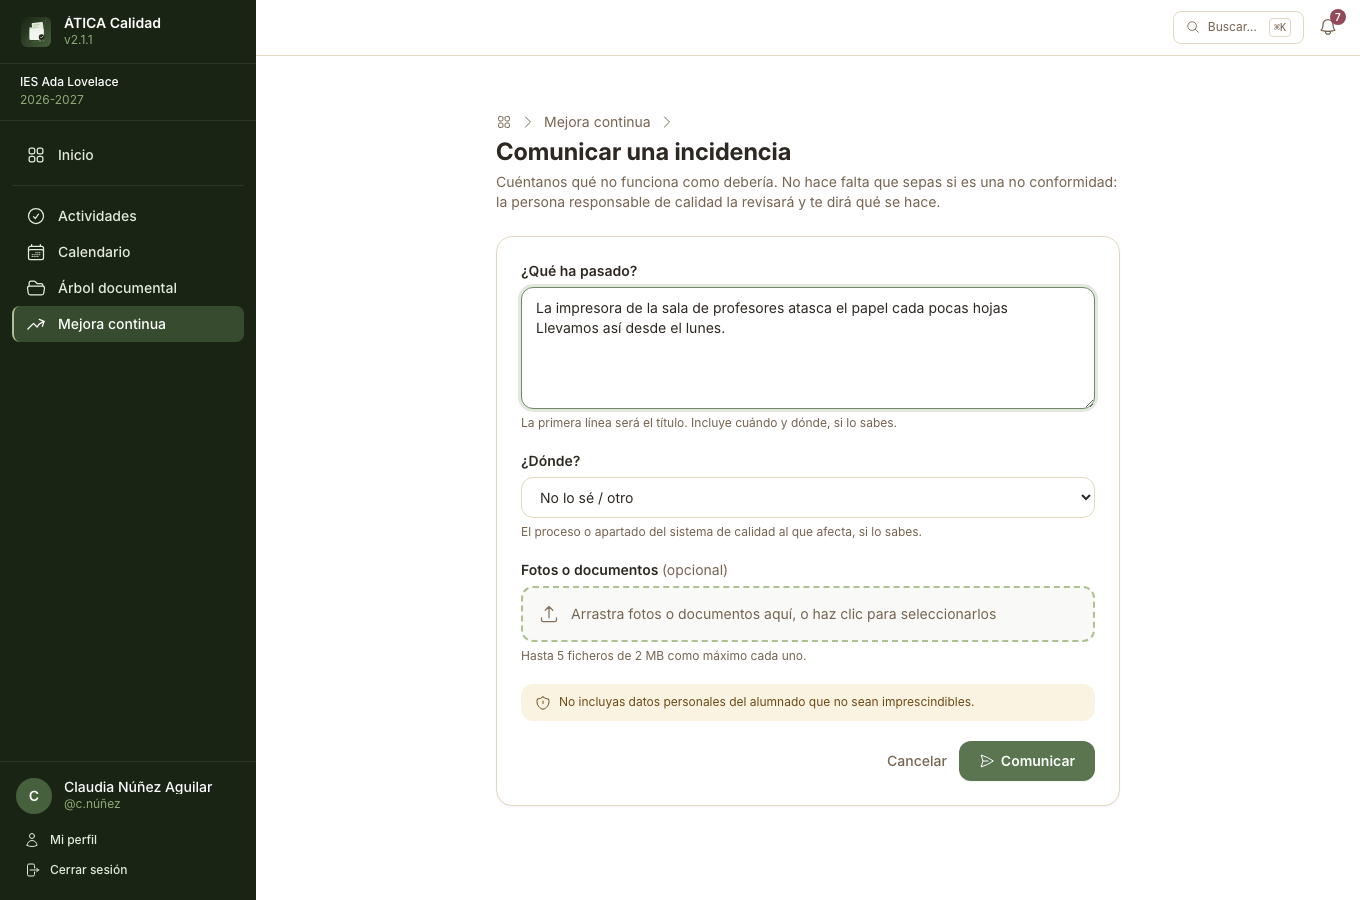 ÁTICA Calidad
v2.1.1
IES Ada Lovelace
2026-2027
Inicio
Actividades
Calendario
Árbol documental
Mejora continua
Claudia Núñez Aguilar
C
@c.núñez
Mi perfil
Cerrar sesión
Buscar...
⌘K
7
Mejora continua
Comunicar una incidencia
Cuéntanos qué no funciona como debería. No hace falta que sepas si es una no conformidad:
la persona responsable de calidad la revisará y te dirá qué se hace.
¿Qué ha pasado?
La impresora de la sala de profesores atasca el papel cada pocas hojas
Llevamos así desde el lunes.
La primera línea será el título. Incluye cuándo y dónde, si lo sabes.
¿Dónde?
No lo sé / otro
El proceso o apartado del sistema de calidad al que afecta, si lo sabes.
Fotos o documentos (opcional)
Arrastra fotos o documentos aquí, o haz clic para seleccionarlos
Hasta 5 ficheros de 2 MB como máximo cada uno.
No incluyas datos personales del alumnado que no sean imprescindibles.
Cancelar
Comunicar